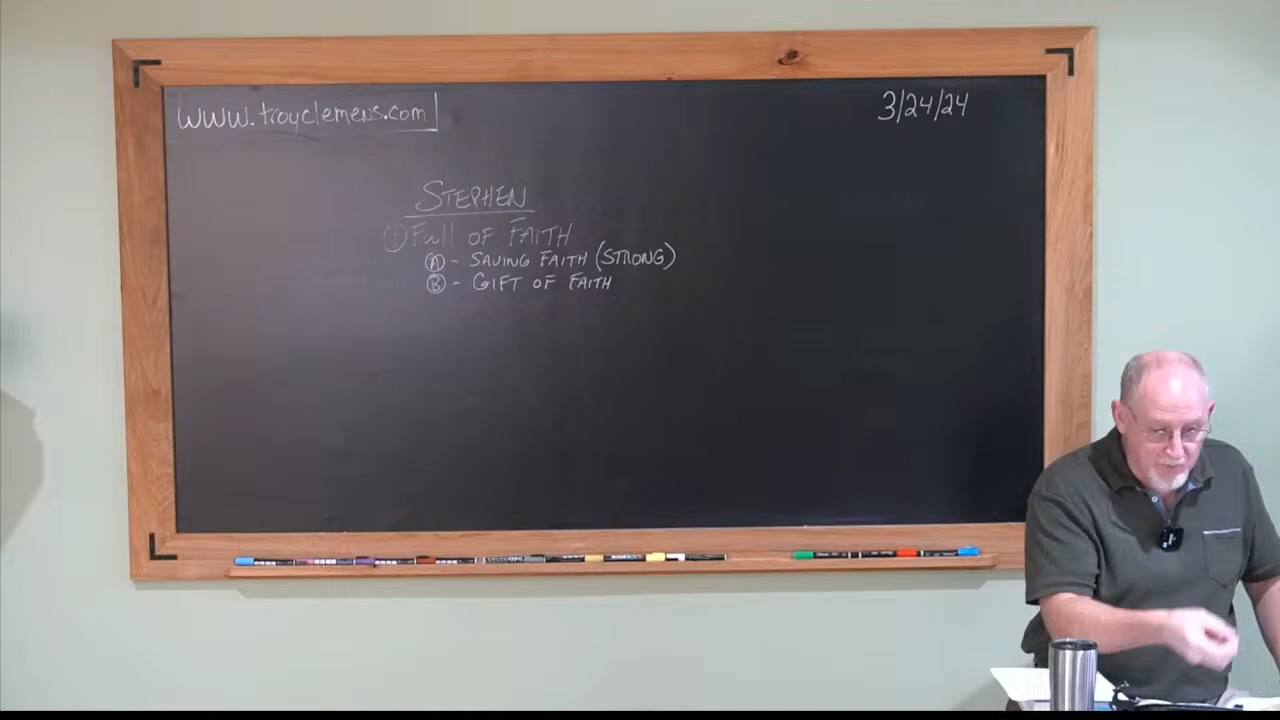 www.troyclemens.com
3/24/24
STEPHEN
① Full OF FAITH
Ⓐ - SAVING FAITH (STRONG)
Ⓑ - GIFT OF FAITH